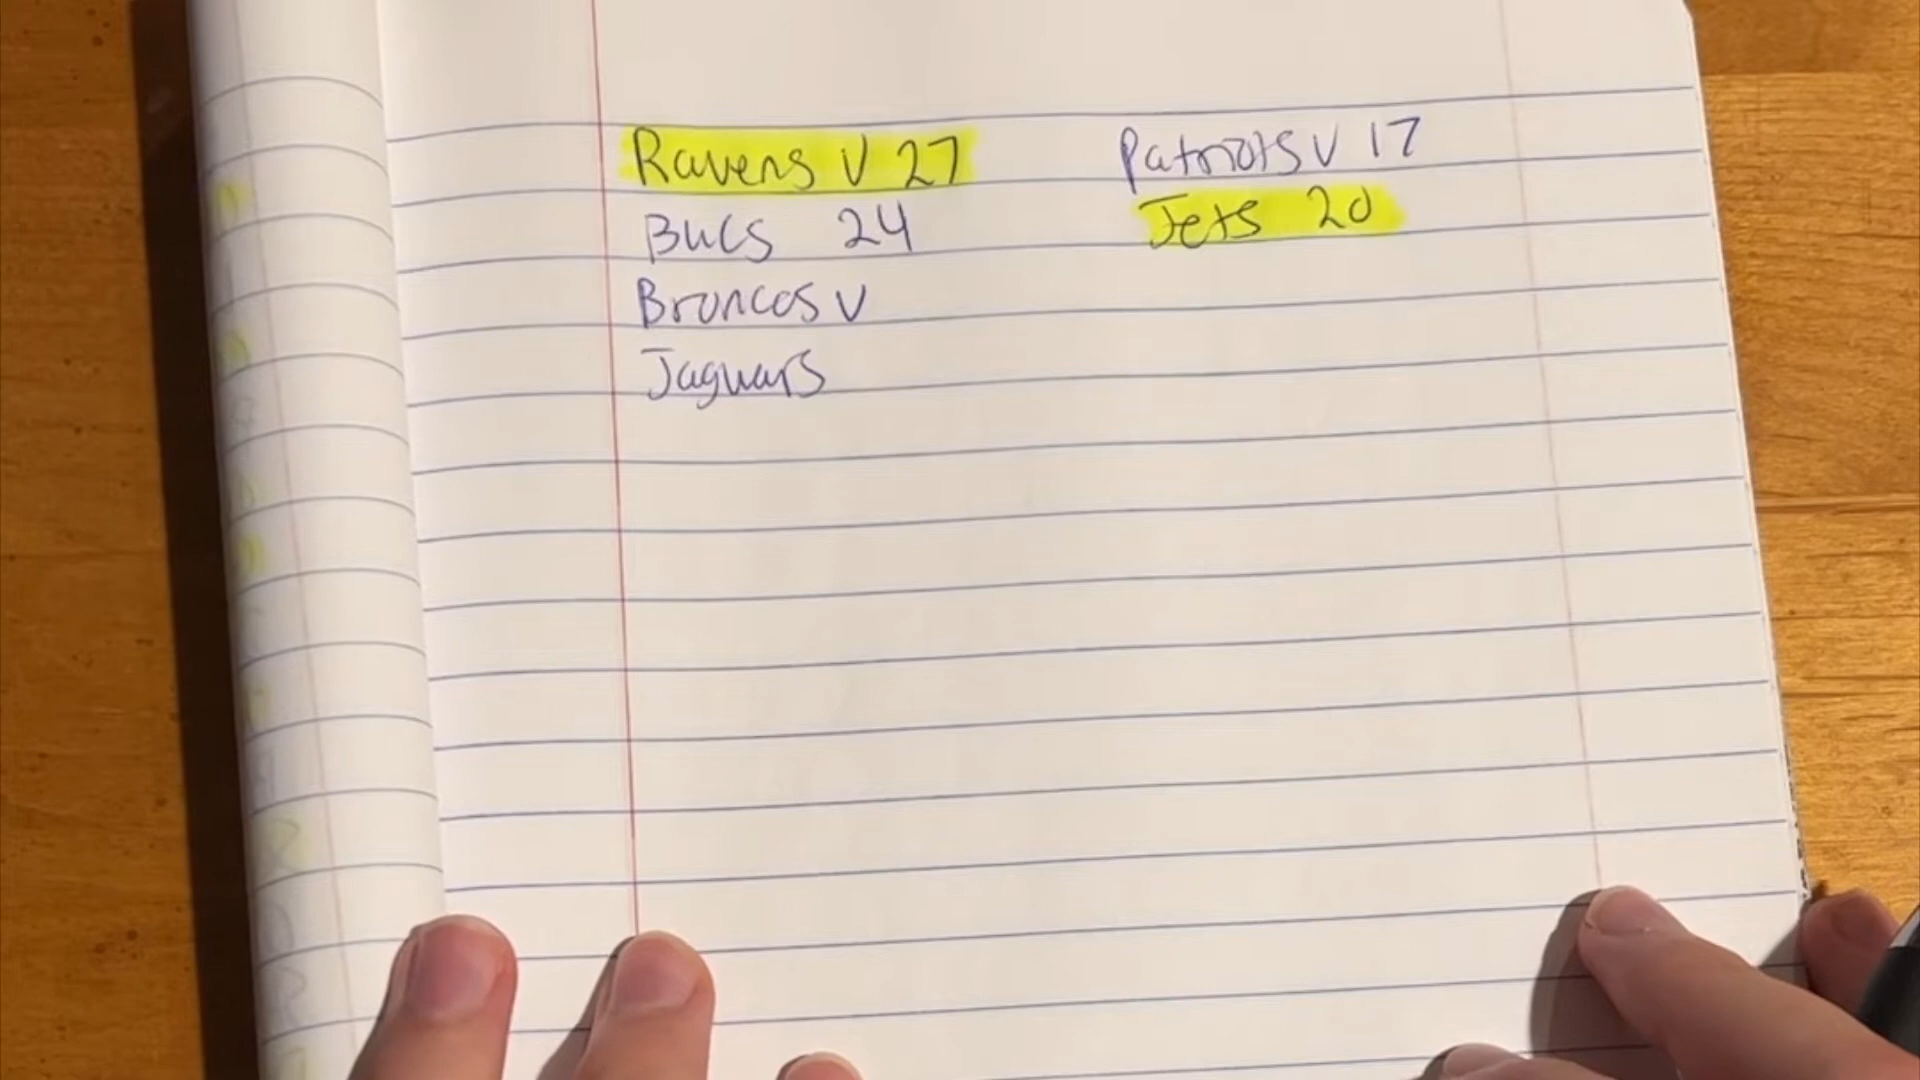 Ravens V 27
Bucs 24
Broncos V
Jaguars
Patriots V 17
Jets 20